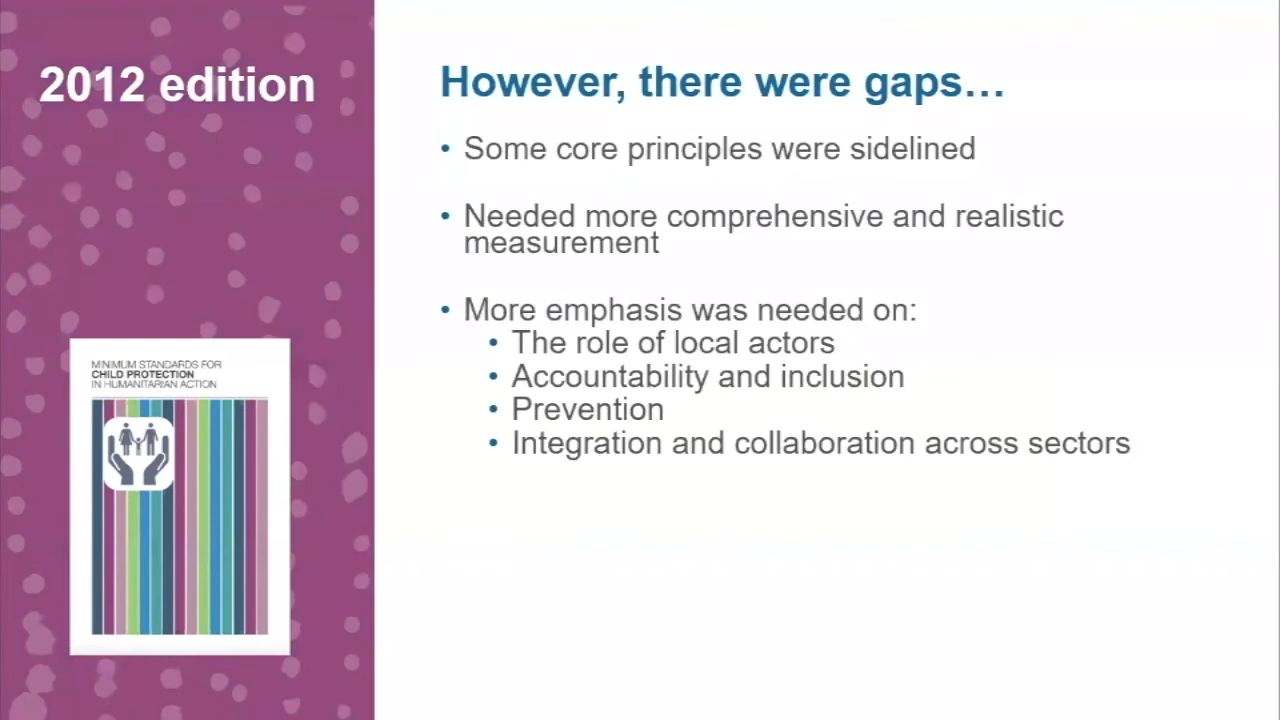 2012 edition
MINIMUM STANDARDS FOR
CHILD PROTECTION
IN HUMANITARIAN ACTION
However, there were gaps…
• Some core principles were sidelined
• Needed more comprehensive and realistic
measurement
• More emphasis was needed on:
• The role of local actors
• Accountability and inclusion
• Prevention
• Integration and collaboration across sectors